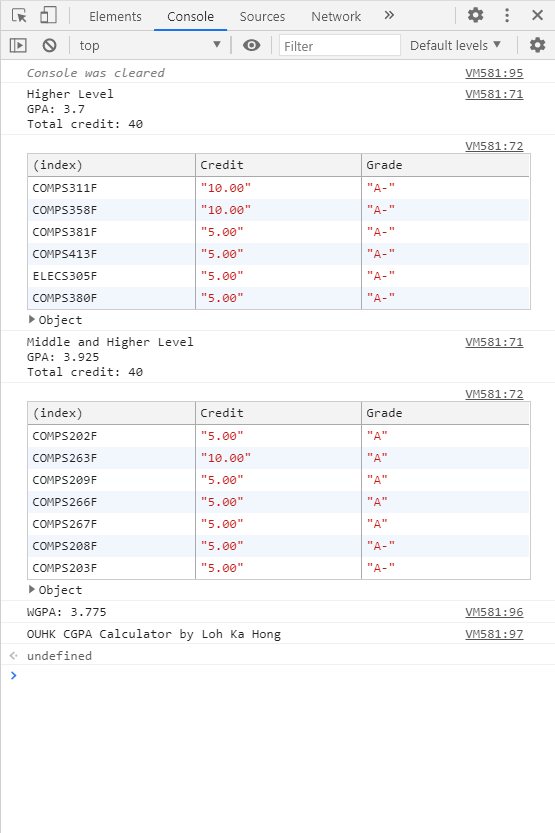 Elements Console Sources Network »
top Filter Default levels
Console was cleared VM581:95
Higher Level VM581:71
GPA: 3.7
Total credit: 40
VM581:72
(index) Credit Grade
COMPS311F "10.00" "A-"
COMPS358F "10.00" "A-"
COMPS381F "5.00" "A-"
COMPS413F "5.00" "A-"
ELECS305F "5.00" "A-"
COMPS380F "5.00" "A-"
Object
Middle and Higher Level VM581:71
GPA: 3.925
Total credit: 40
VM581:72
(index) Credit Grade
COMPS202F "5.00" "A"
COMPS263F "10.00" "A"
COMPS209F "5.00" "A"
COMPS266F "5.00" "A"
COMPS267F "5.00" "A"
COMPS208F "5.00" "A-"
COMPS203F "5.00" "A-"
Object
WGPA: 3.775 VM581:96
OUHK CGPA Calculator by Loh Ka Hong VM581:97
undefined